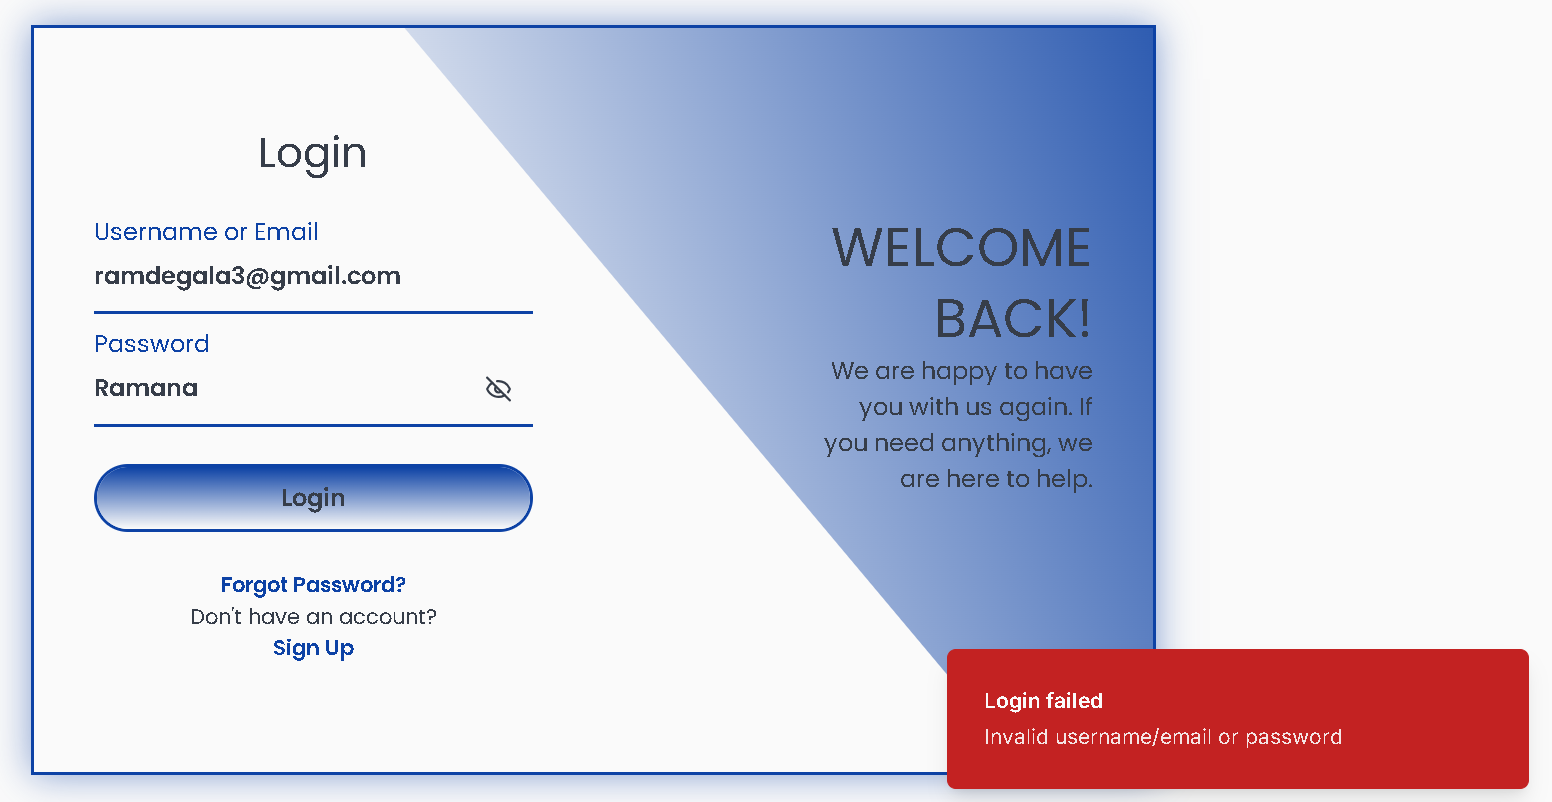 Login
Username or Email
ramdegala3@gmail.com
Password
Ramana
Login
Forgot Password?
Don't have an account?
Sign Up
WELCOME
BACK!
We are happy to have
you with us again. If
you need anything, we
are here to help.
Login failed
Invalid username/email or password